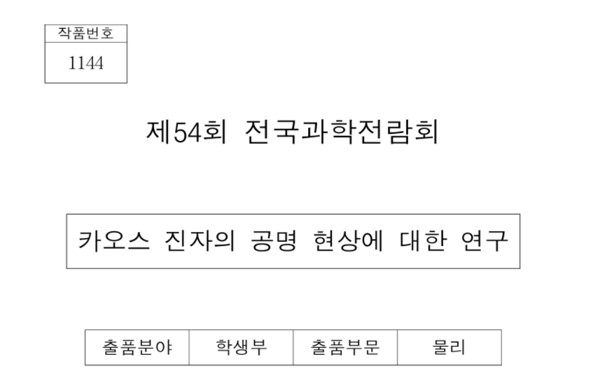 작품번호
1144
제54회 전국과학전람회
카오스 진자의 공명 현상에 대한 연구
출품분야 학생부 출품부문 물리